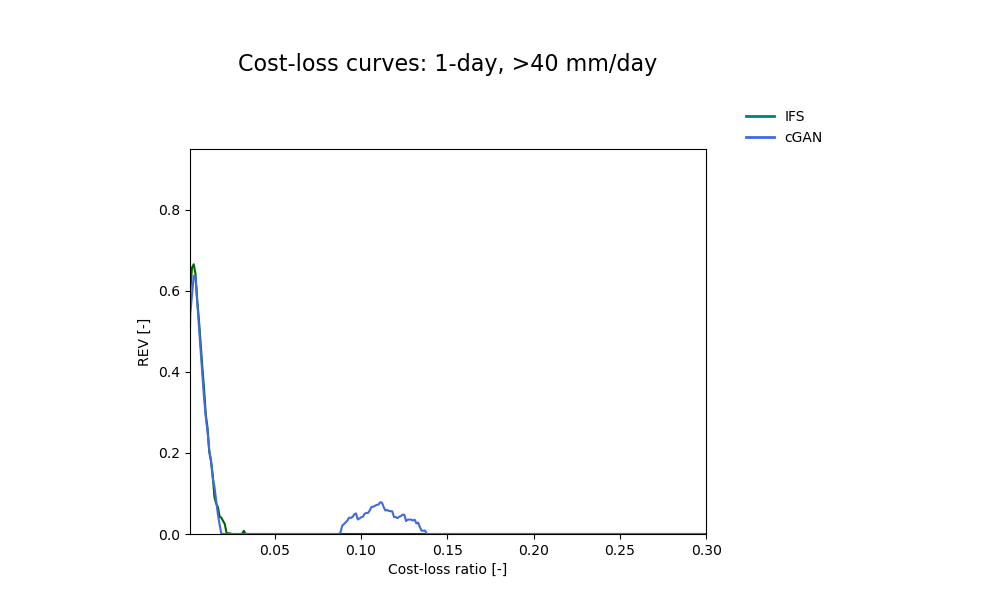 Cost-loss curves: 1-day, >40 mm/day
IFS
cGAN
0.8
0.6
0.4
0.2
0.0
REV [-]
0.05 0.10 0.15 0.20 0.25 0.30
Cost-loss ratio [-]